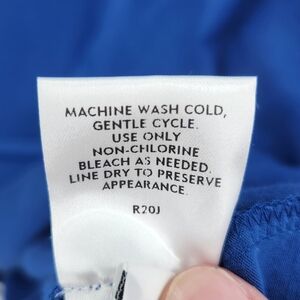 MACHINE WASH COLD,
GENTLE CYCLE.
USE ONLY
NON-CHLORINE
BLEACH AS NEEDED.
LINE DRY TO PRESERVE
APPEARANCE.
R20J